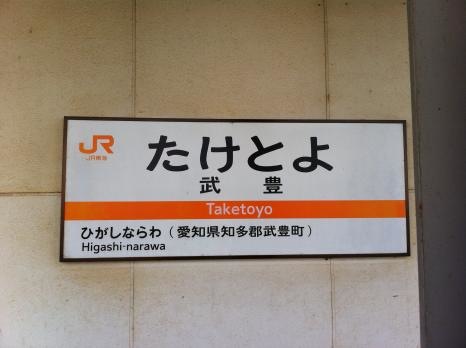 JR
JR東海
たけとよ
武豊
Taketoyo
ひがしならわ（愛知県知多郡武豊町）
Higashi-narawa